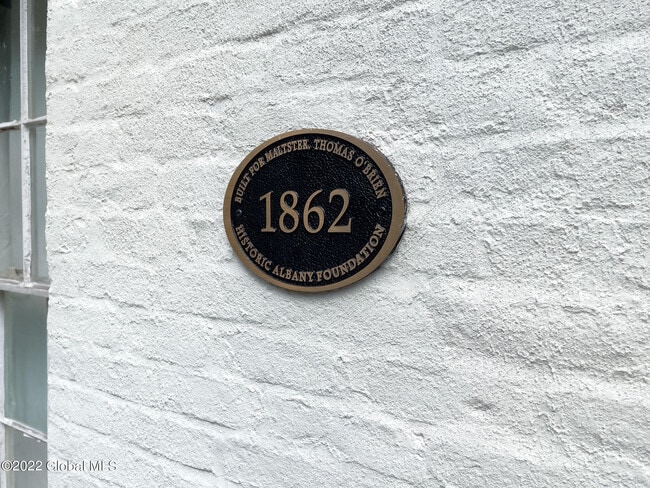 BUILT FOR MALTSTER, THOMAS O'BRIEN
1862
HISTORIC ALBANY FOUNDATION
©2022 Global MLS